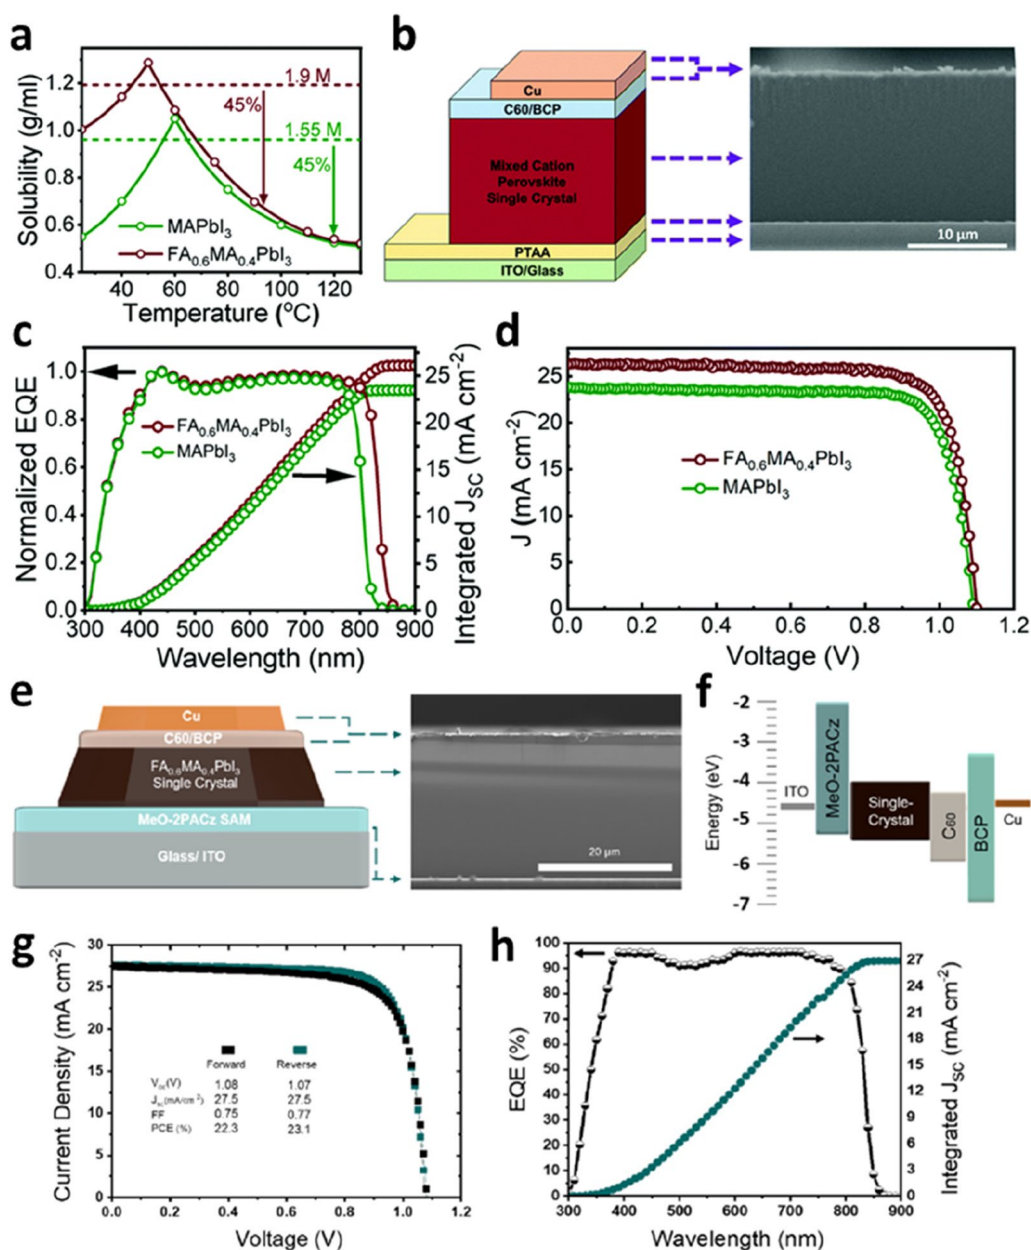 a
Solubility (g/ml)
1.2
1.0
0.8
0.6
0.4
1.9 M
45%
1.55 M
45%
MAPbI3
FA0.6MA0.4PbI3
40 60 80 100 120
Temperature (°C)
b
Cu
C60/BCP
Mixed Cation
Perovskite
Single Crystal
PTAA
ITO/Glass
10 µm
c
Normalized EQE
1.0
0.8
0.6
0.4
0.2
0.0
FA0.6MA0.4PbI3
MAPbI3
300 400 500 600 700 800 900
Wavelength (nm)
25
20
15
10
5
0
Integrated JSC (mA cm-2)
d
J (mA cm-2)
25
20
15
10
5
0
FA0.6MA0.4PbI3
MAPbI3
0.0 0.2 0.4 0.6 0.8 1.0 1.2
Voltage (V)
e
Cu
C60/BCP
FA0.6MA0.4PbI3
Single Crystal
MeO-2PACz SAM
Glass/ ITO
20 µm
f
Energy (eV)
-2
-3
-4
-5
-6
-7
ITO
MeO-2PACz
Single-
Crystal
C60
BCP
Cu
g
Current Density (mA cm-2)
30
25
20
15
10
5
0
Forward Reverse
Voc(V) 1.08 1.07
Jsc(mA/cm2) 27.5 27.5
FF 0.75 0.77
PCE (%) 22.3 23.1
0.0 0.2 0.4 0.6 0.8 1.0 1.2
Voltage (V)
h
EQE (%)
100
90
80
70
60
50
40
30
20
10
0
300 400 500 600 700 800 900
Wavelength (nm)
27
24
21
18
15
12
9
6
3
0
Integrated JSC (mA cm-2)